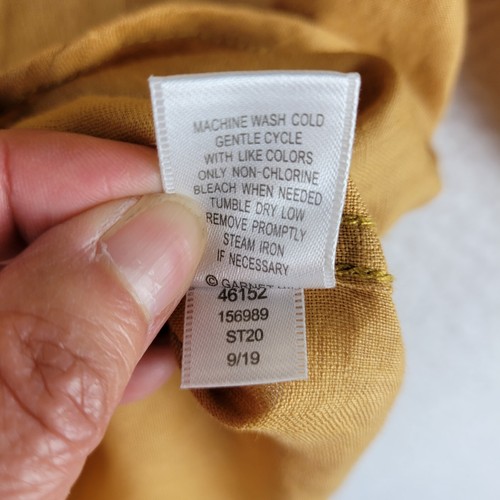 MACHINE WASH COLD
GENTLE CYCLE
WITH LIKE COLORS
ONLY NON-CHLORINE
BLEACH WHEN NEEDED
TUMBLE DRY LOW
REMOVE PROMPTLY
STEAM IRON
IF NECESSARY
©
46152
156989
ST20
9/19